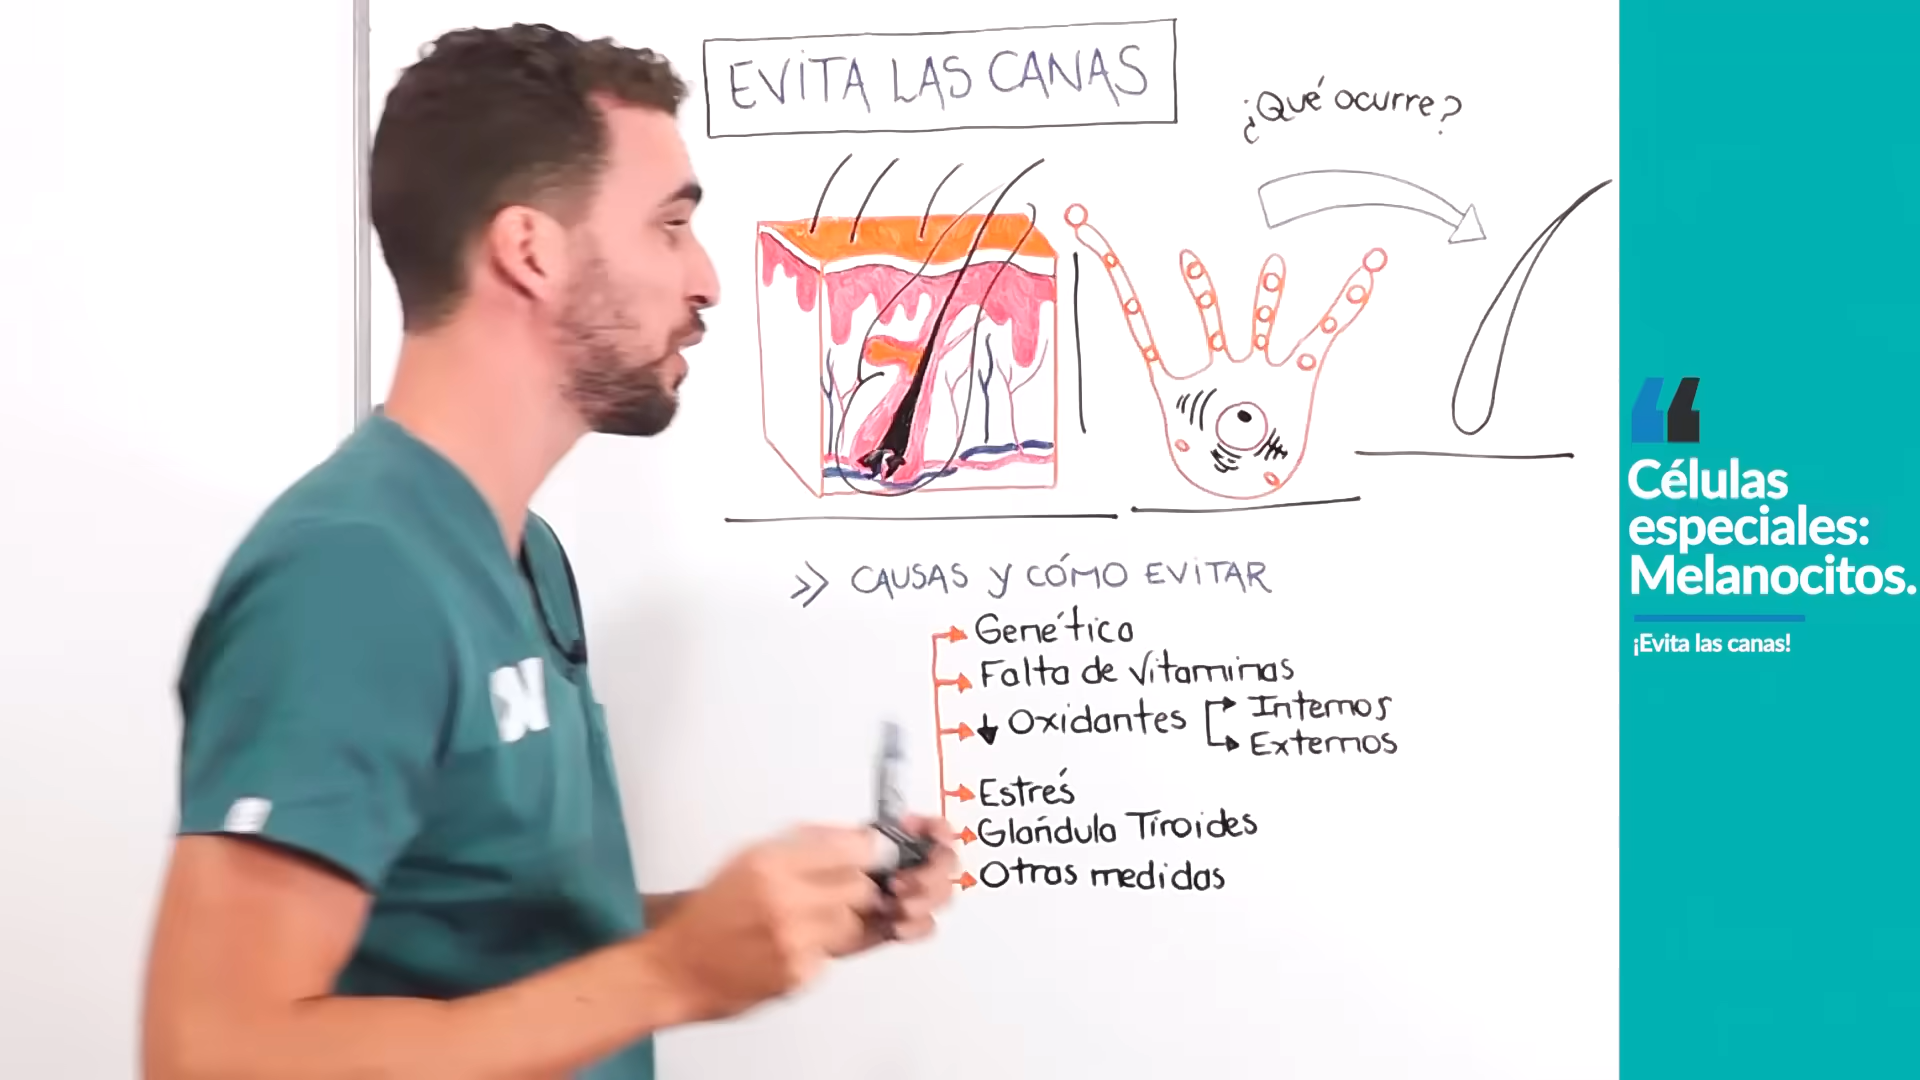 EVITA LAS CANAS
¿Qué ocurre?
>> CAUSAS Y CÓMO EVITAR
Genética
Falta de Vitaminas
↓ Oxidantes
Internos
Externos
Estrés
Glándula Tiroides
Otras medidas
Células
especiales:
Melanocitos.
¡Evita las canas!